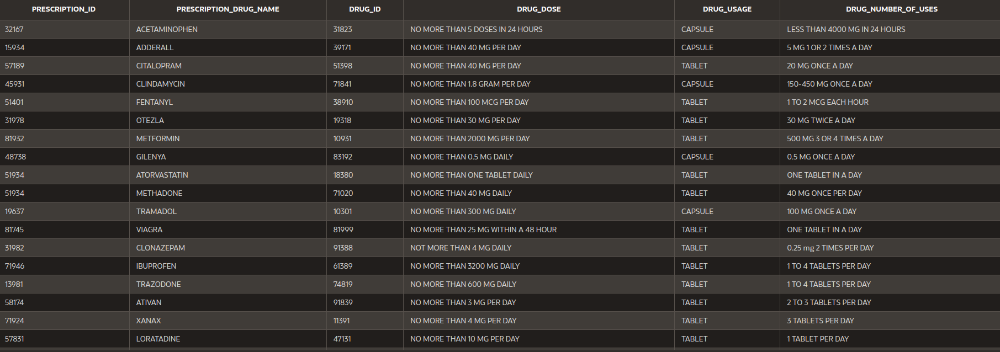 PRESCRIPTION_ID PRESCRIPTION_DRUG_NAME DRUG_ID DRUG_DOSE DRUG_USAGE DRUG_NUMBER_OF_USES
32167 ACETAMINOPHEN 31823 NO MORE THAN 5 DOSES IN 24 HOURS CAPSULE LESS THAN 4000 MG IN 24 HOURS
15934 ADDERALL 39171 NO MORE THAN 40 MG PER DAY CAPSULE 5 MG 1 OR 2 TIMES A DAY
57189 CITALOPRAM 51398 NO MORE THAN 40 MG PER DAY TABLET 20 MG ONCE A DAY
45931 CLINDAMYCIN 71841 NO MORE THAN 1.8 GRAM PER DAY CAPSULE 150-450 MG ONCE A DAY
51401 FENTANYL 38910 NO MORE THAN 100 MCG PER DAY TABLET 1 TO 2 MCG EACH HOUR
31978 OTEZLA 19318 NO MORE THAN 30 MG PER DAY TABLET 30 MG TWICE A DAY
81932 METFORMIN 10931 NO MORE THAN 2000 MG PER DAY TABLET 500 MG 3 OR 4 TIMES A DAY
48738 GILENYA 83192 NO MORE THAN 0.5 MG DAILY CAPSULE 0.5 MG ONCE A DAY
51934 ATORVASTATIN 18380 NO MORE THAN ONE TABLET DAILY TABLET ONE TABLET IN A DAY
51934 METHADONE 71020 NO MORE THAN 40 MG DAILY TABLET 40 MG ONCE PER DAY
19637 TRAMADOL 10301 NO MORE THAN 300 MG DAILY CAPSULE 100 MG ONCE A DAY
81745 VIAGRA 81999 NO MORE THAN 25 MG WITHIN A 48 HOUR TABLET ONE TABLET IN A DAY
31982 CLONAZEPAM 91388 NOT MORE THAN 4 MG DAILY TABLET 0.25 mg 2 TIMES PER DAY
71946 IBUPROFEN 61389 NO MORE THAN 3200 MG DAILY TABLET 1 TO 4 TABLETS PER DAY
13981 TRAZODONE 74819 NO MORE THAN 600 MG DAILY TABLET 1 TO 4 TABLETS PER DAY
58174 ATIVAN 91839 NO MORE THAN 3 MG PER DAY TABLET 2 TO 3 TABLETS PER DAY
71924 XANAX 11391 NO MORE THAN 4 MG PER DAY TABLET 3 TABLETS PER DAY
57831 LORATADINE 47131 NO MORE THAN 10 MG PER DAY TABLET 1 TABLET PER DAY